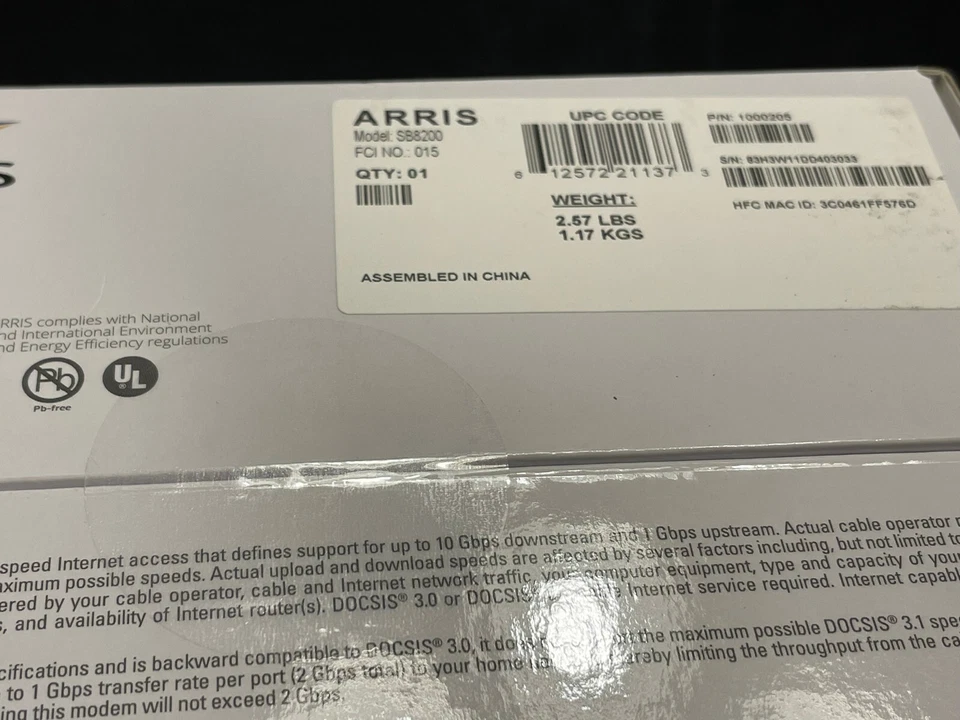 S
ARRIS
Model: SB8200
FCI NO.: 015
QTY: 01
UPC CODE
6 12572 21137 3
WEIGHT:
2.57 LBS
1.17 KGS
P/N: 1000205
S/N: 83H3W11DD403033
HFC MAC ID: 3C0461FF576D
ASSEMBLED IN CHINA
RRIS complies with National
nd International Environment
nd Energy Efficiency regulations
Pb
Pb-free
UL
speed Internet access that defines support for up to 10 Gbps downstream and 1 Gbps upstream. Actual cable operator
aximum possible speeds. Actual upload and download speeds are affected by several factors including, but not limited to
ered by your cable operator, cable and Internet network traffic, your computer equipment, type and capacity of your
s, and availability of Internet router(s). DOCSIS® 3.0 or DOCSIS Internet service required. Internet capabl
cifications and is backward compatible to DOCSIS® 3.0, it does the maximum possible DOCSIS® 3.1 spe
to 1 Gbps transfer rate per port (2 Gbps total) to your home limiting the throughput from the ca
ing this modem will not exceed 2 Gbps.